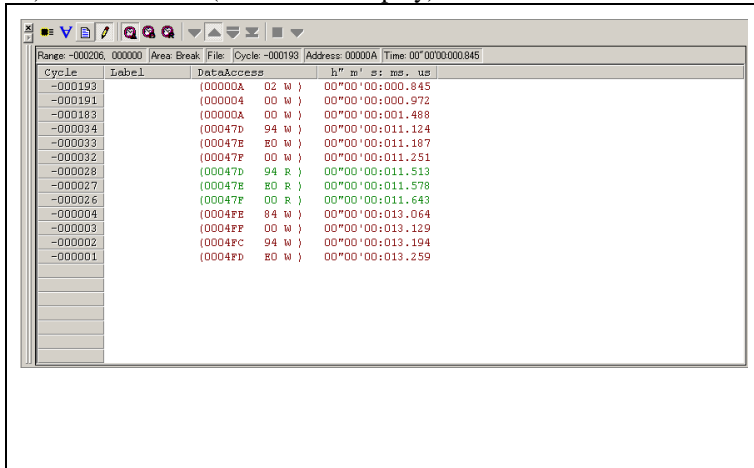 Range: -000206, 000000 Area: Break File: Cycle: -000193 Address: 00000A Time: 00"00'00:000.845
Cycle Label DataAccess h" m' s: ms. us
-000193 (00000A 02 W ) 00"00'00:000.845
-000191 (000004 00 W ) 00"00'00:000.972
-000183 (00000A 00 W ) 00"00'00:001.488
-000034 (00047D 94 W ) 00"00'00:011.124
-000033 (00047E E0 W ) 00"00'00:011.187
-000032 (00047F 00 W ) 00"00'00:011.251
-000028 (00047D 94 R ) 00"00'00:011.513
-000027 (00047E E0 R ) 00"00'00:011.578
-000026 (00047F 00 R ) 00"00'00:011.643
-000004 (0004FE 84 W ) 00"00'00:013.064
-000003 (0004FF 00 W ) 00"00'00:013.129
-000002 (0004FC 94 W ) 00"00'00:013.194
-000001 (0004FD E0 W ) 00"00'00:013.259